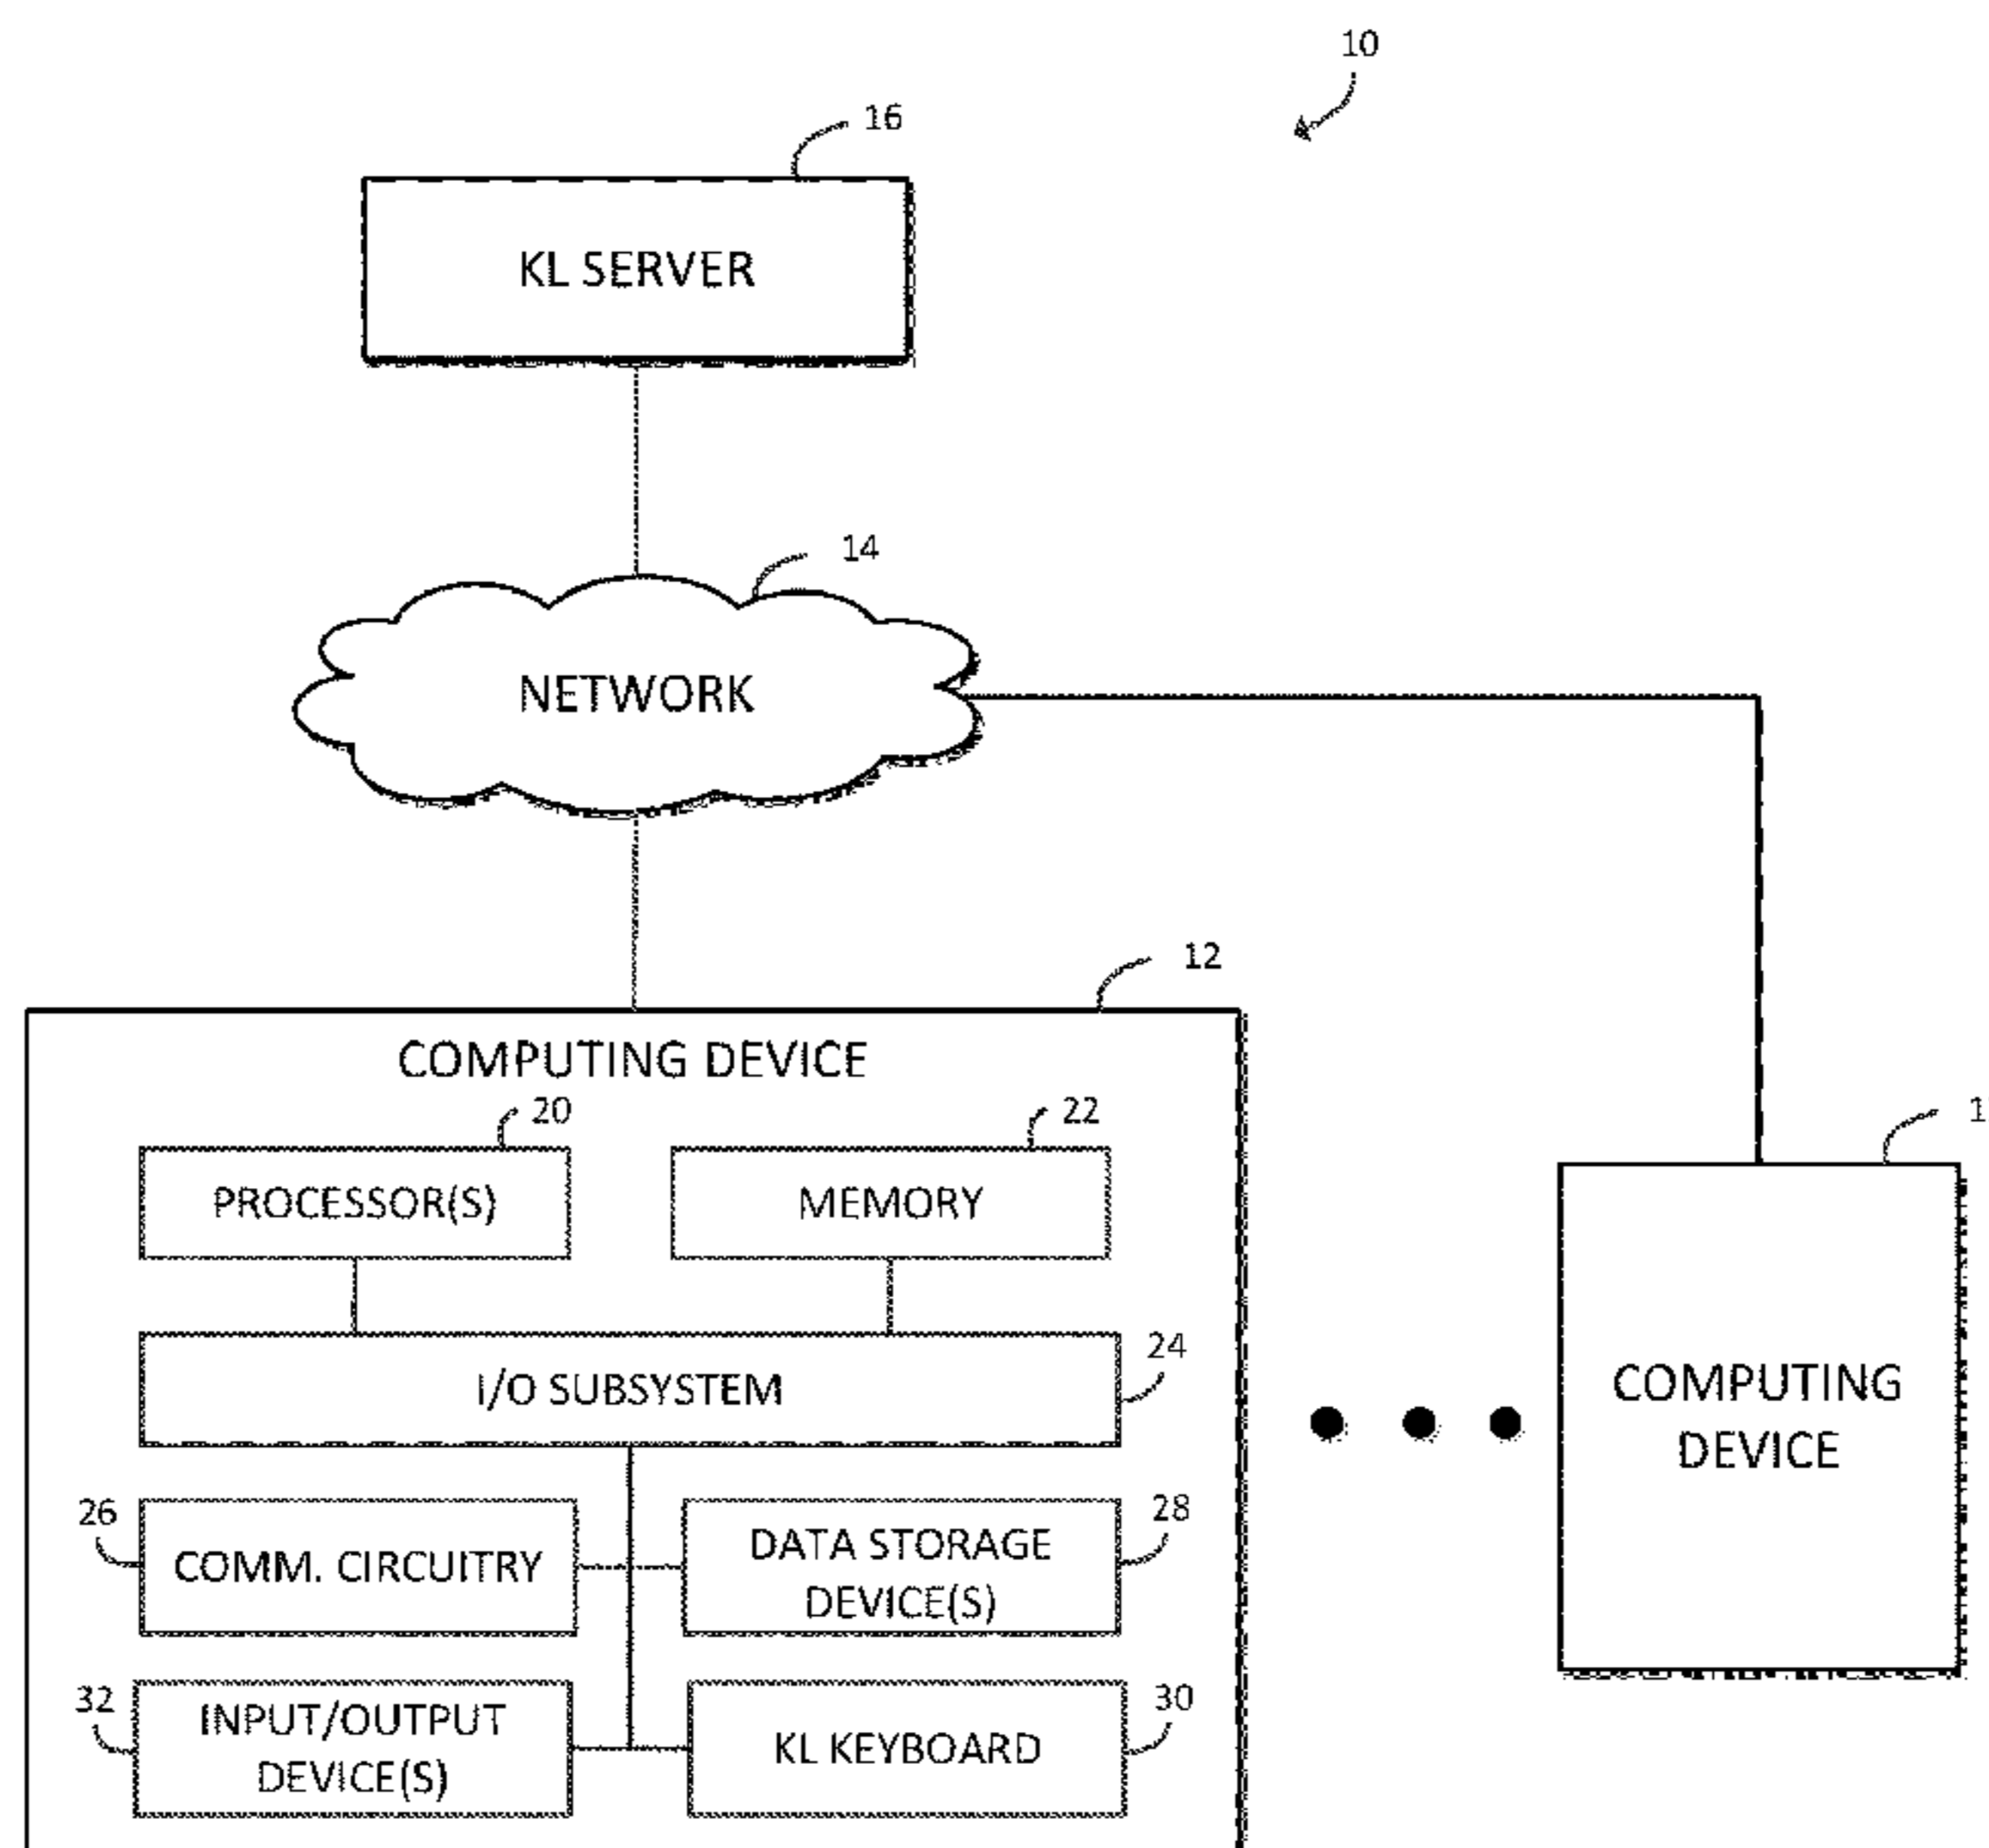 10
16
KL SERVER
14
NETWORK
12
COMPUTING DEVICE
20
22
PROCESSOR(S)
MEMORY
24
I/O SUBSYSTEM
26
COMM. CIRCUITRY
28
DATA STORAGE
DEVICE(S)
32
INPUT/OUTPUT
DEVICE(S)
30
KL KEYBOARD
1
COMPUTING
DEVICE